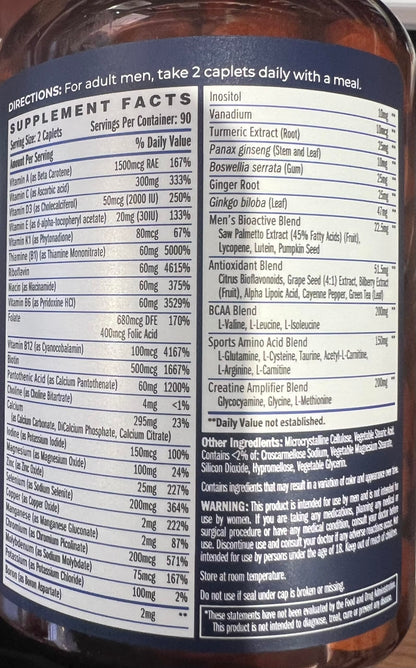 DIRECTIONS: For adult men, take 2 caplets daily with a meal.
SUPPLEMENT FACTS
Serving Size: 2 Caplets Servings Per Container: 90
Amount Per Serving % Daily Value
Vitamin A (as Beta Carotene) 1500mcg RAE 167%
Vitamin C (as Ascorbic acid) 300mg 333%
Vitamin D3 (as Cholecalciferol) 50mcg (2000 IU) 250%
Vitamin E (as d-alpha-tocopheryl acetate) 20mg (30IU) 133%
Vitamin K1 (as Phytonadione) 80mcg 67%
Thiamine (B1) (as Thiamine Mononitrate) 60mg 5000%
Riboflavin 60mg 4615%
Niacin (as Niacinamide) 60mg 375%
Vitamin B6 (as Pyridoxine HCl) 60mg 3529%
Folate 680mcg DFE 170%
400mcg Folic Acid
Vitamin B12 (as Cyanocobalamin) 100mcg 4167%
Biotin 500mcg 1667%
Pantothenic Acid (as Calcium Pantothenate) 60mg 1200%
Choline (as Choline Bitartrate) 4mg <1%
Calcium 295mg 23%
(as Calcium Carbonate, DiCalcium Phosphate, Calcium Citrate)
Iodine (as Potassium Iodide) 150mcg 100%
Magnesium (as Magnesium Oxide) 100mg 24%
Zinc (as Zinc Oxide) 25mg 227%
Selenium (as Sodium Selenite) 200mcg 364%
Copper (as Copper Oxide) 2mg 222%
Manganese (as Manganese Gluconate) 2mg 87%
Chromium (as Chromium Picolinate) 200mcg 571%
Molybdenum (as Sodium Molybdate) 75mcg 167%
Potassium (as Potassium Chloride) 100mg 2%
Boron (as Boron Aspartate) 2mg **
Inositol 10mg **
Vanadium 10mcg **
Turmeric Extract (Root) 25mg **
Panax ginseng (Stem and Leaf) 10mg **
Boswellia serrata (Gum) 25mg **
Ginger Root 25mg **
Ginkgo biloba (Leaf) 47mg **
Men's Bioactive Blend 22.5mg **
Saw Palmetto Extract (45% Fatty Acids) (Fruit),
Lycopene, Lutein, Pumpkin Seed
Antioxidant Blend 51.5mg **
Citrus Bioflavonoids, Grape Seed (4:1) Extract, Bilberry Extract
(Fruit), Alpha Lipoic Acid, Cayenne Pepper, Green Tea (Leaf)
BCAA Blend 200mg **
L-Valine, L-Leucine, L-Isoleucine
Sports Amino Acid Blend 150mg **
L-Glutamine, L-Cysteine, Taurine, Acetyl-L-Carnitine,
L-Arginine, L-Carnitine
Creatine Amplifier Blend 200mg **
Glycocyamine, Glycine, L-Methionine
**Daily Value not established.
Other Ingredients: Microcrystalline Cellulose, Vegetable Stearic Acid.
Contains <2% of: Croscarmellose Sodium, Vegetable Magnesium Stearate,
Silicon Dioxide, Hypromellose, Vegetable Glycerin.
Contains ingredients that may result in a variation of color and appearance over time.
WARNING: This product is intended for use by men and is not intended for
use by women. If you are taking any medications, planning any medical or
surgical procedure or have any medical condition, consult your doctor before
use. Discontinue use and consult your doctor if any adverse reactions occur. Not
intended for use by persons under the age of 18. Keep out of reach of children.
Store at room temperature.
Do not use if seal under cap is broken or missing.
*These statements have not been evaluated by the Food and Drug Administration.
This product is not intended to diagnose, treat, cure or prevent any disease.